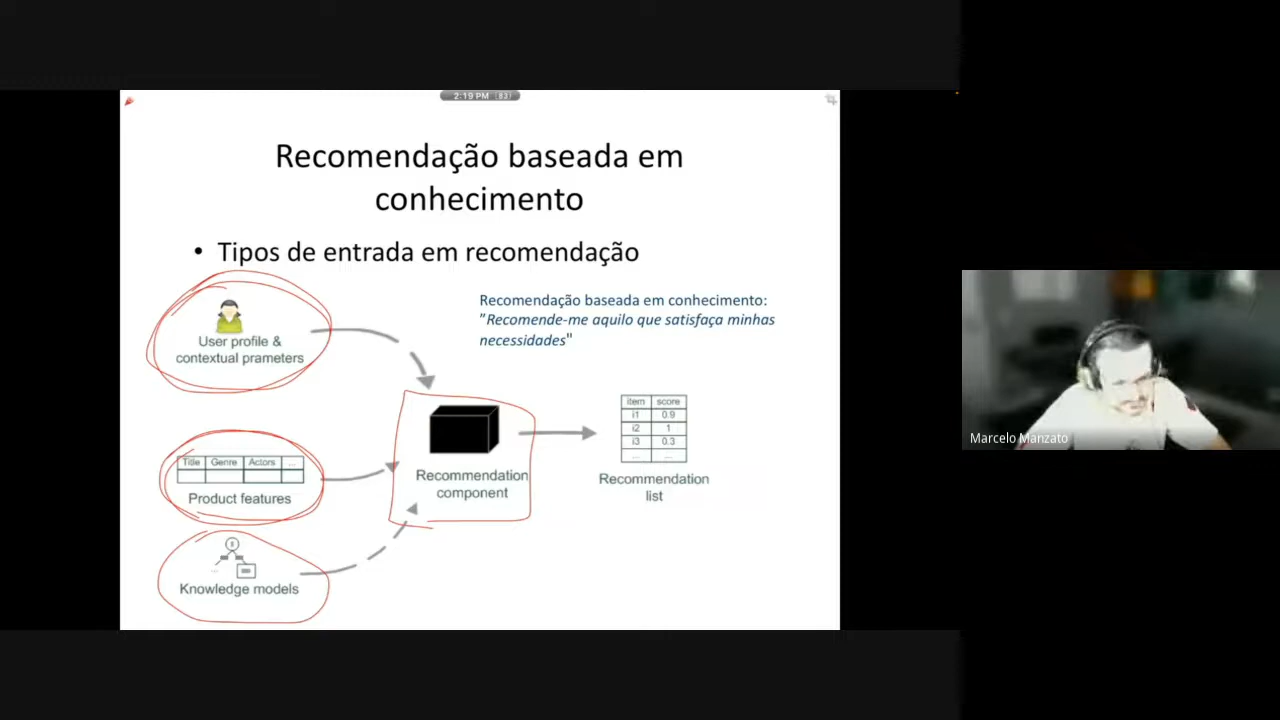 2:19 PM (83)
Recomendação baseada em
conhecimento
• Tipos de entrada em recomendação
Recomendação baseada em conhecimento:
"Recomende-me aquilo que satisfaça minhas
necessidades"
User profile &
contextual prameters
item score
i1 0.9
i2 1
i3 0.3
... ...
Title Genre Actors ...
Product features
Recommendation
component
Recommendation
list
Knowledge models
Marcelo Manzato